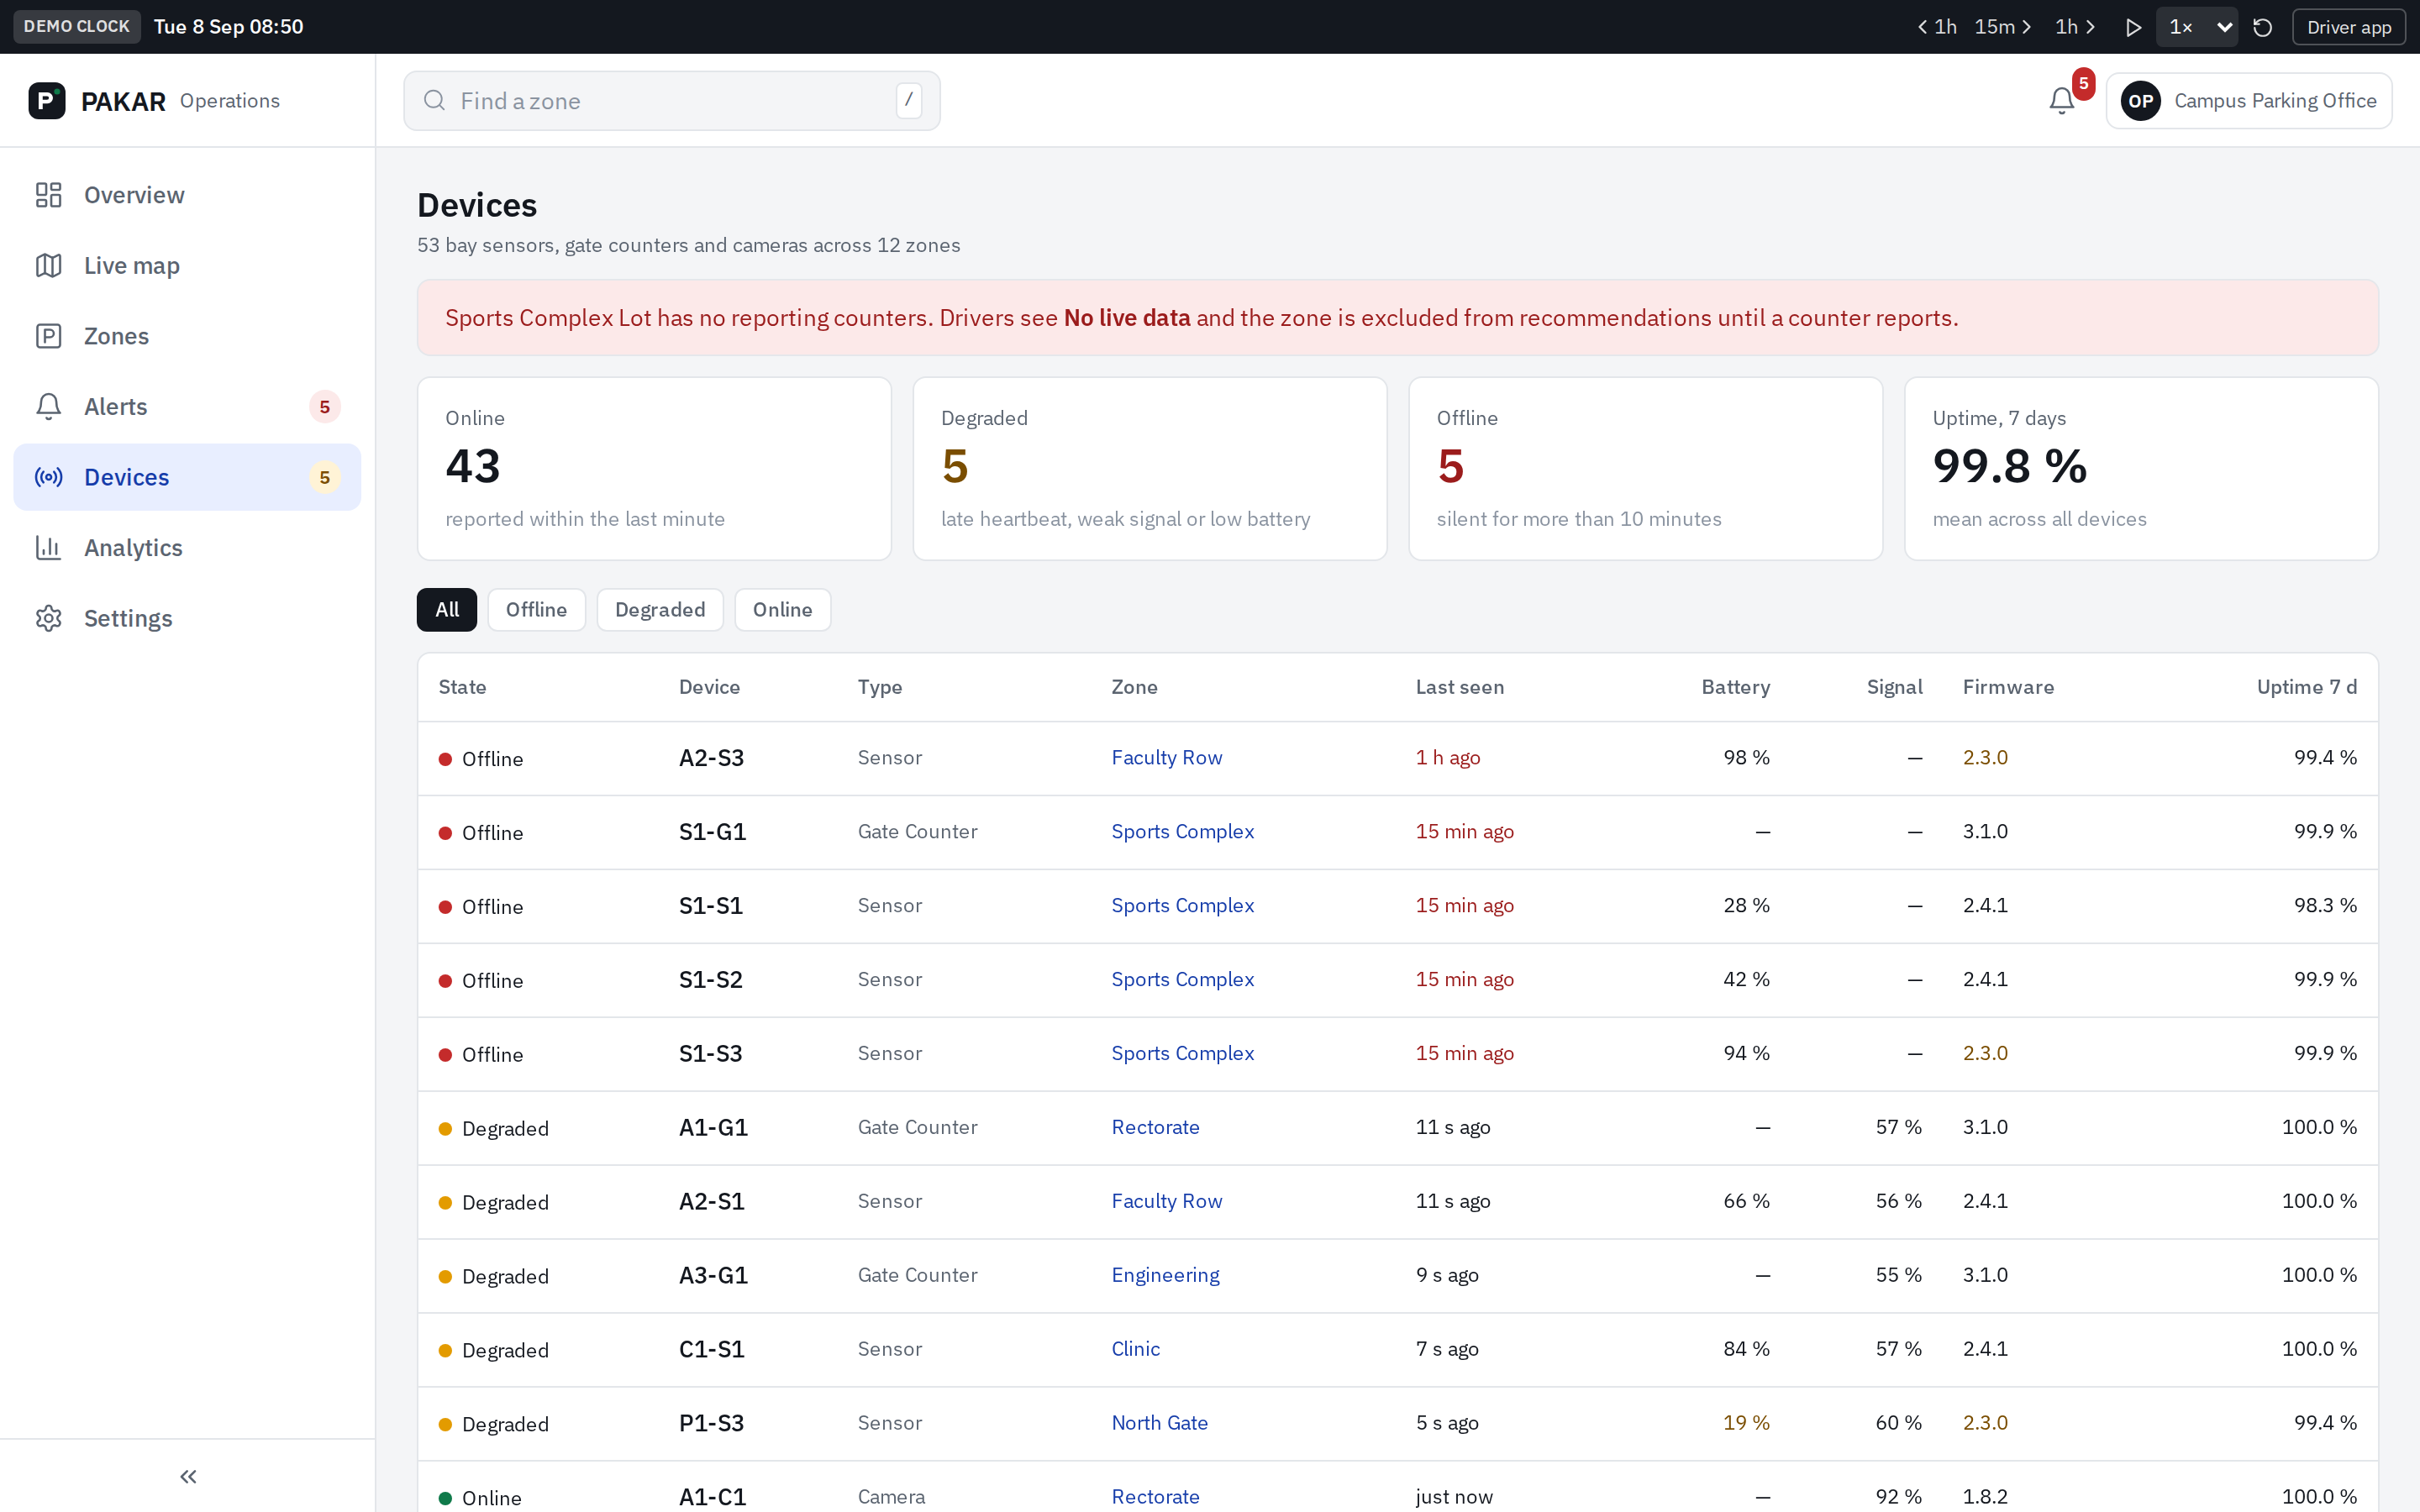 DEMO CLOCK Tue 8 Sep 08:50 1h 15m 1h 1× Driver app
P PAKAR Operations Find a zone / 5 OP Campus Parking Office
Overview
Live map
Zones
Alerts 5
Devices 5
Analytics
Settings
Devices
53 bay sensors, gate counters and cameras across 12 zones
Sports Complex Lot has no reporting counters. Drivers see No live data and the zone is excluded from recommendations until a counter reports.
Online
43
reported within the last minute
Degraded
5
late heartbeat, weak signal or low battery
Offline
5
silent for more than 10 minutes
Uptime, 7 days
99.8 %
mean across all devices
All Offline Degraded Online
State Device Type Zone Last seen Battery Signal Firmware Uptime 7 d
Offline A2-S3 Sensor Faculty Row 1 h ago 98 % — 2.3.0 99.4 %
Offline S1-G1 Gate Counter Sports Complex 15 min ago — — 3.1.0 99.9 %
Offline S1-S1 Sensor Sports Complex 15 min ago 28 % — 2.4.1 98.3 %
Offline S1-S2 Sensor Sports Complex 15 min ago 42 % — 2.4.1 99.9 %
Offline S1-S3 Sensor Sports Complex 15 min ago 94 % — 2.3.0 99.9 %
Degraded A1-G1 Gate Counter Rectorate 11 s ago — 57 % 3.1.0 100.0 %
Degraded A2-S1 Sensor Faculty Row 11 s ago 66 % 56 % 2.4.1 100.0 %
Degraded A3-G1 Gate Counter Engineering 9 s ago — 55 % 3.1.0 100.0 %
Degraded C1-S1 Sensor Clinic 7 s ago 84 % 57 % 2.4.1 100.0 %
Degraded P1-S3 Sensor North Gate 5 s ago 19 % 60 % 2.3.0 99.4 %
Online A1-C1 Camera Rectorate just now — 92 % 1.8.2 100.0 %